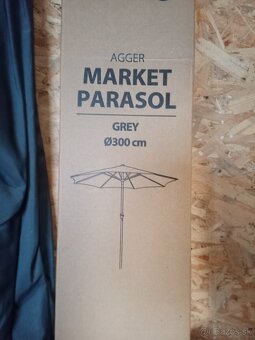 AGGER
MARKET
PARASOL
GREY
Ø300 cm